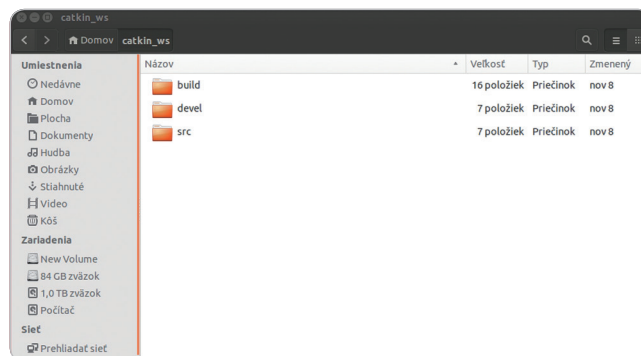 catkin_ws
Domov catkin_ws
Umiestnenia
Nedávne
Domov
Plocha
Dokumenty
Hudba
Obrázky
Stiahnuté
Video
Kôš
Zariadenia
New Volume
84 GB zväzok
1,0 TB zväzok
Počítač
Sieť
Prehliadať sieť
Názov Veľkosť Typ Zmenený
build 16 položiek Priečinok nov 8
devel 7 položiek Priečinok nov 8
src 7 položiek Priečinok nov 8